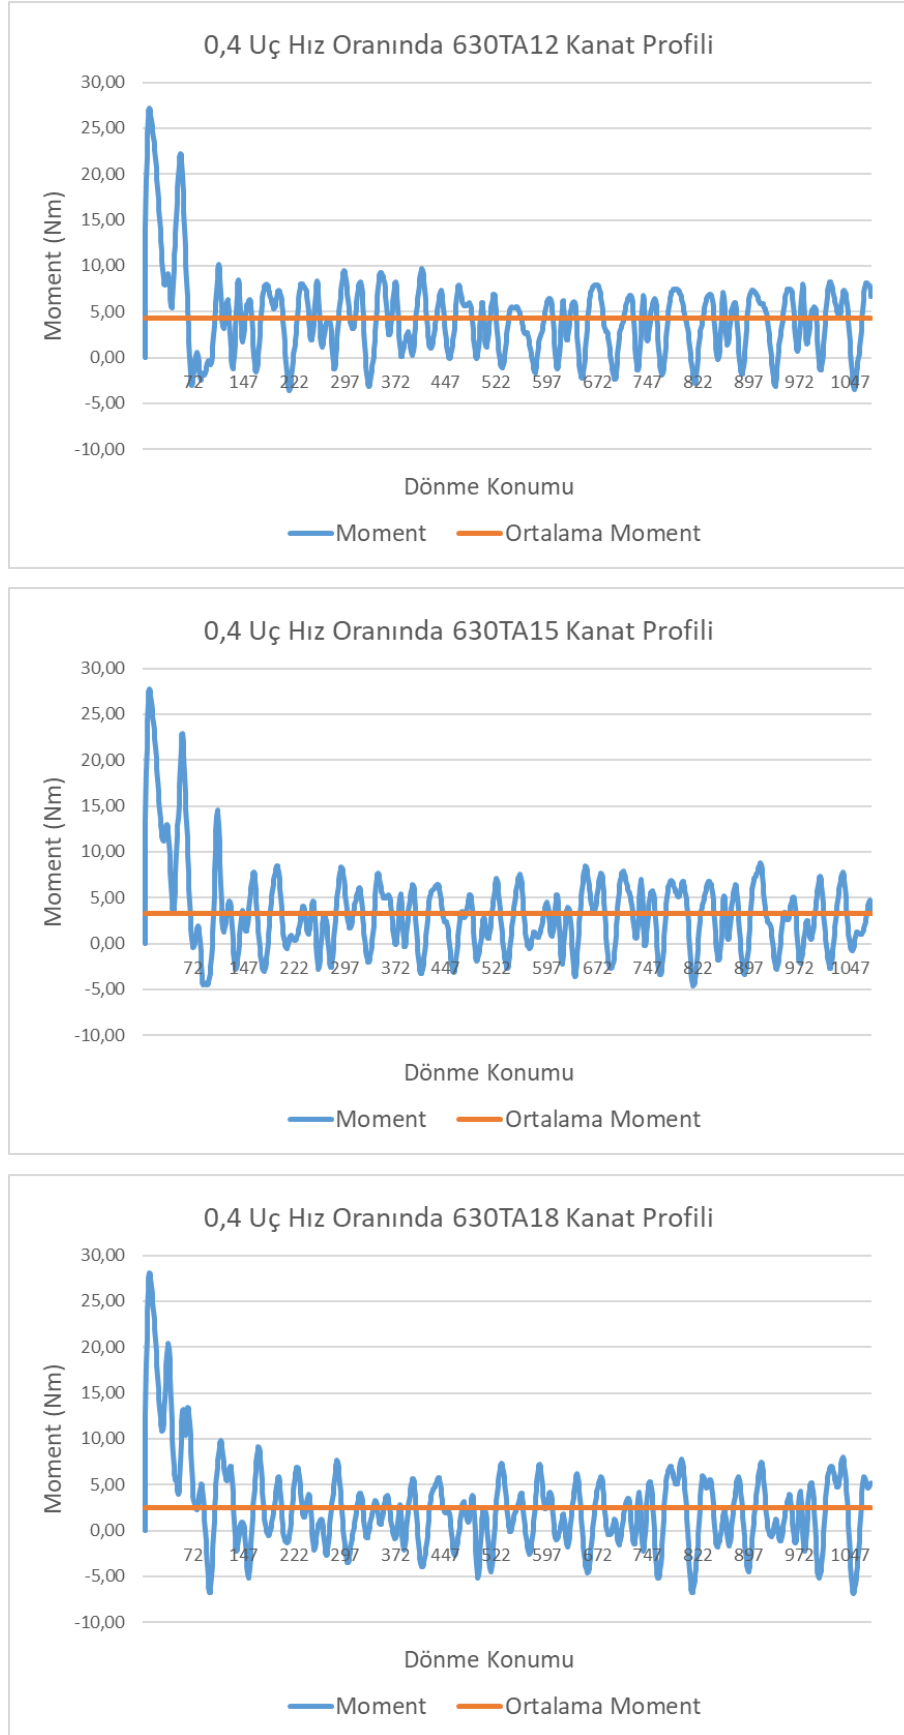 0,4 Uç Hız Oranında 630TA12 Kanat Profili
30,00
25,00
20,00
15,00
10,00
5,00
0,00
-5,00
-10,00
Moment (Nm)
72 147 222 297 372 447 522 597 672 747 822 897 972 1047
Dönme Konumu
Moment Ortalama Moment
0,4 Uç Hız Oranında 630TA15 Kanat Profili
30,00
25,00
20,00
15,00
10,00
5,00
0,00
-5,00
-10,00
Moment (Nm)
72 147 222 297 372 447 522 597 672 747 822 897 972 1047
Dönme Konumu
Moment Ortalama Moment
0,4 Uç Hız Oranında 630TA18 Kanat Profili
30,00
25,00
20,00
15,00
10,00
5,00
0,00
-5,00
-10,00
Moment (Nm)
72 147 222 297 372 447 522 597 672 747 822 897 972 1047
Dönme Konumu
Moment Ortalama Moment